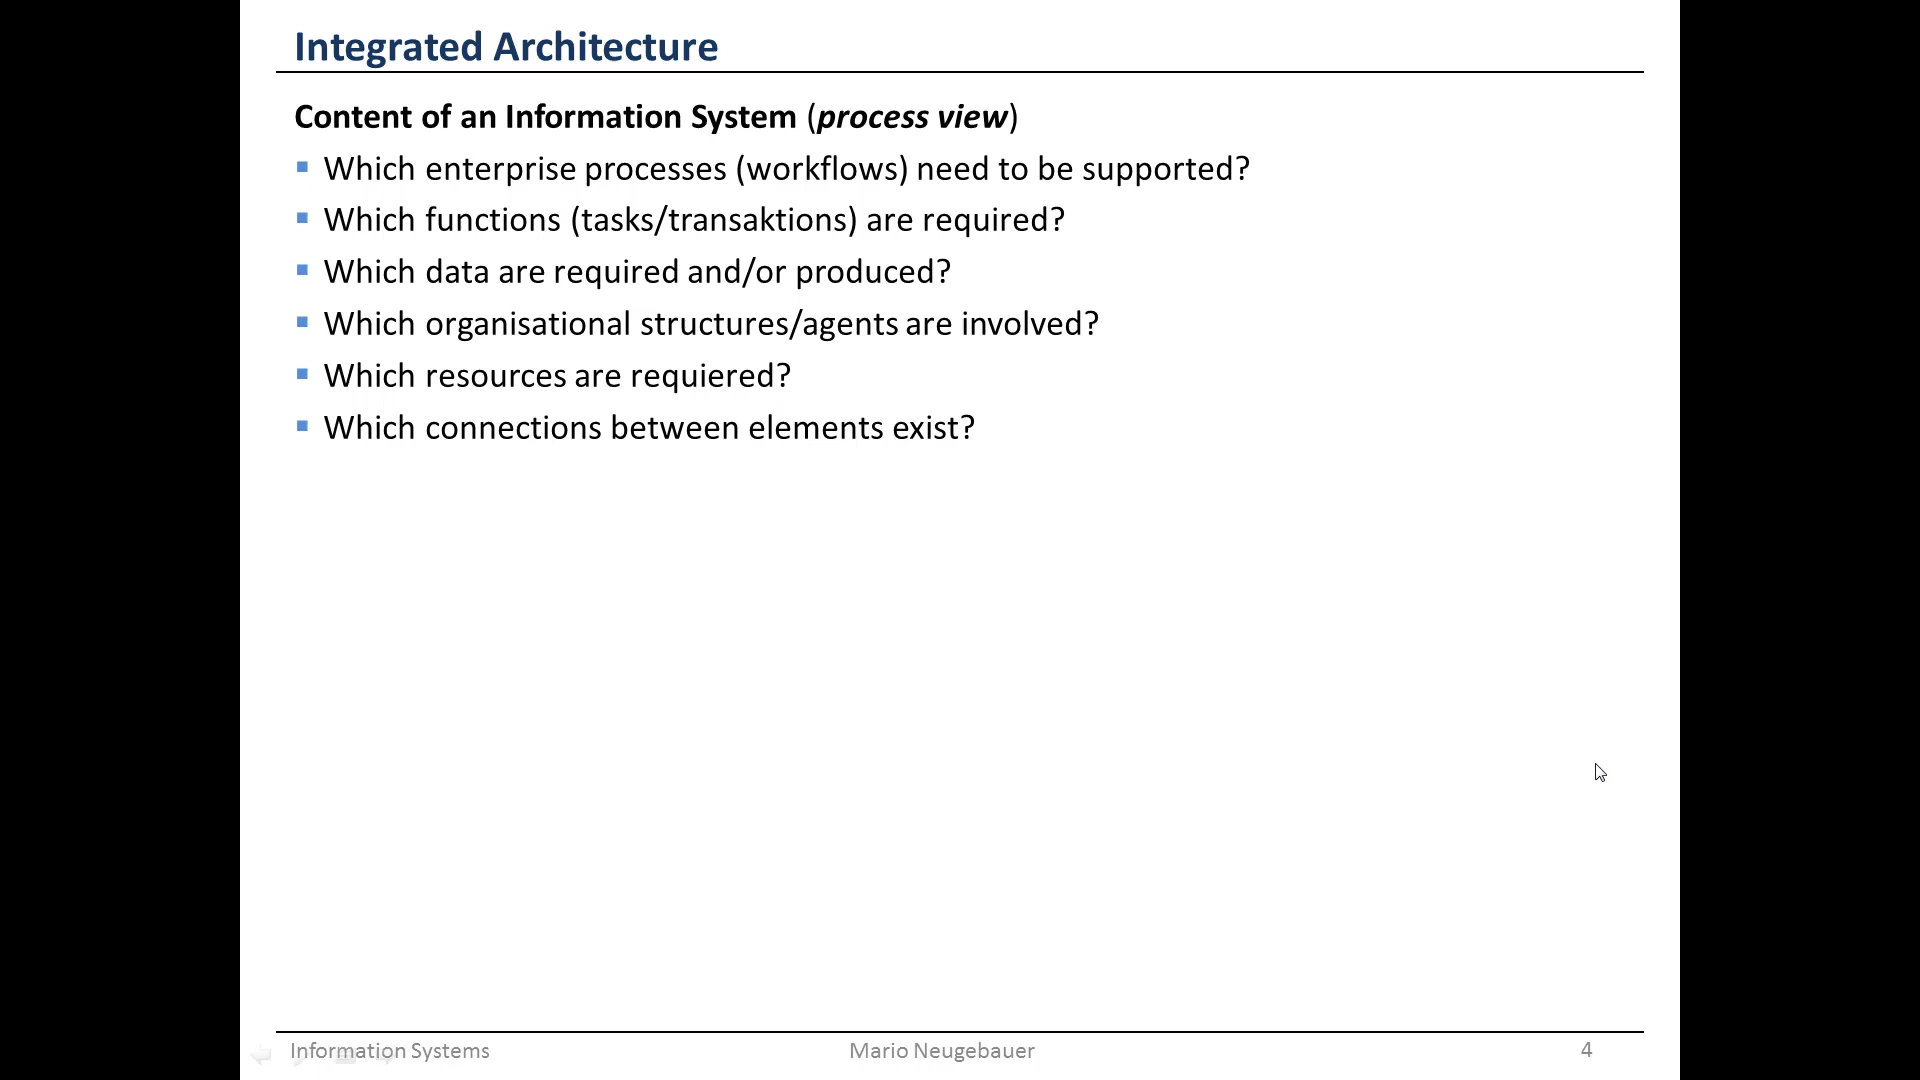 Integrated Architecture
Content of an Information System (process view)
Which enterprise processes (workflows) need to be supported?
Which functions (tasks/transaktions) are required?
Which data are required and/or produced?
Which organisational structures/agents are involved?
Which resources are requiered?
Which connections between elements exist?
Information Systems
Mario Neugebauer
4